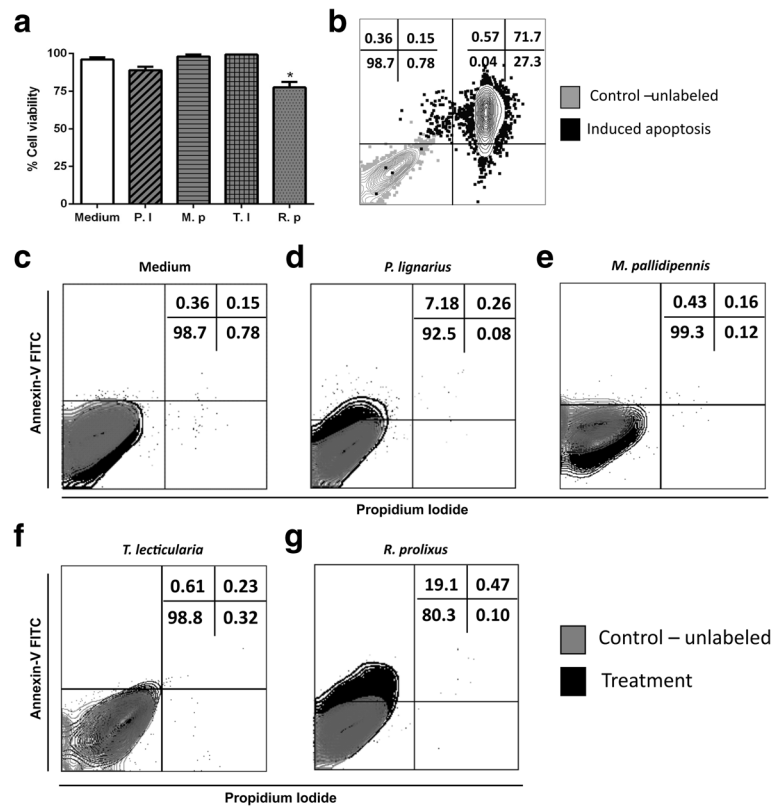 a
100
75
50
25
0
% Cell viability
*
Medium P. l M. p T. l R. p
b
0.36 0.15
98.7 0.78
0.57 71.7
0.04 27.3
Control –unlabeled
Induced apoptosis
c
Medium
0.36 0.15
98.7 0.78
d
P. lignarius
7.18 0.26
92.5 0.08
e
M. pallidipennis
0.43 0.16
99.3 0.12
Annexin-V FITC
Propidium Iodide
f
T. lecticularia
0.61 0.23
98.8 0.32
g
R. prolixus
19.1 0.47
80.3 0.10
Annexin-V FITC
Propidium Iodide
Control – unlabeled
Treatment